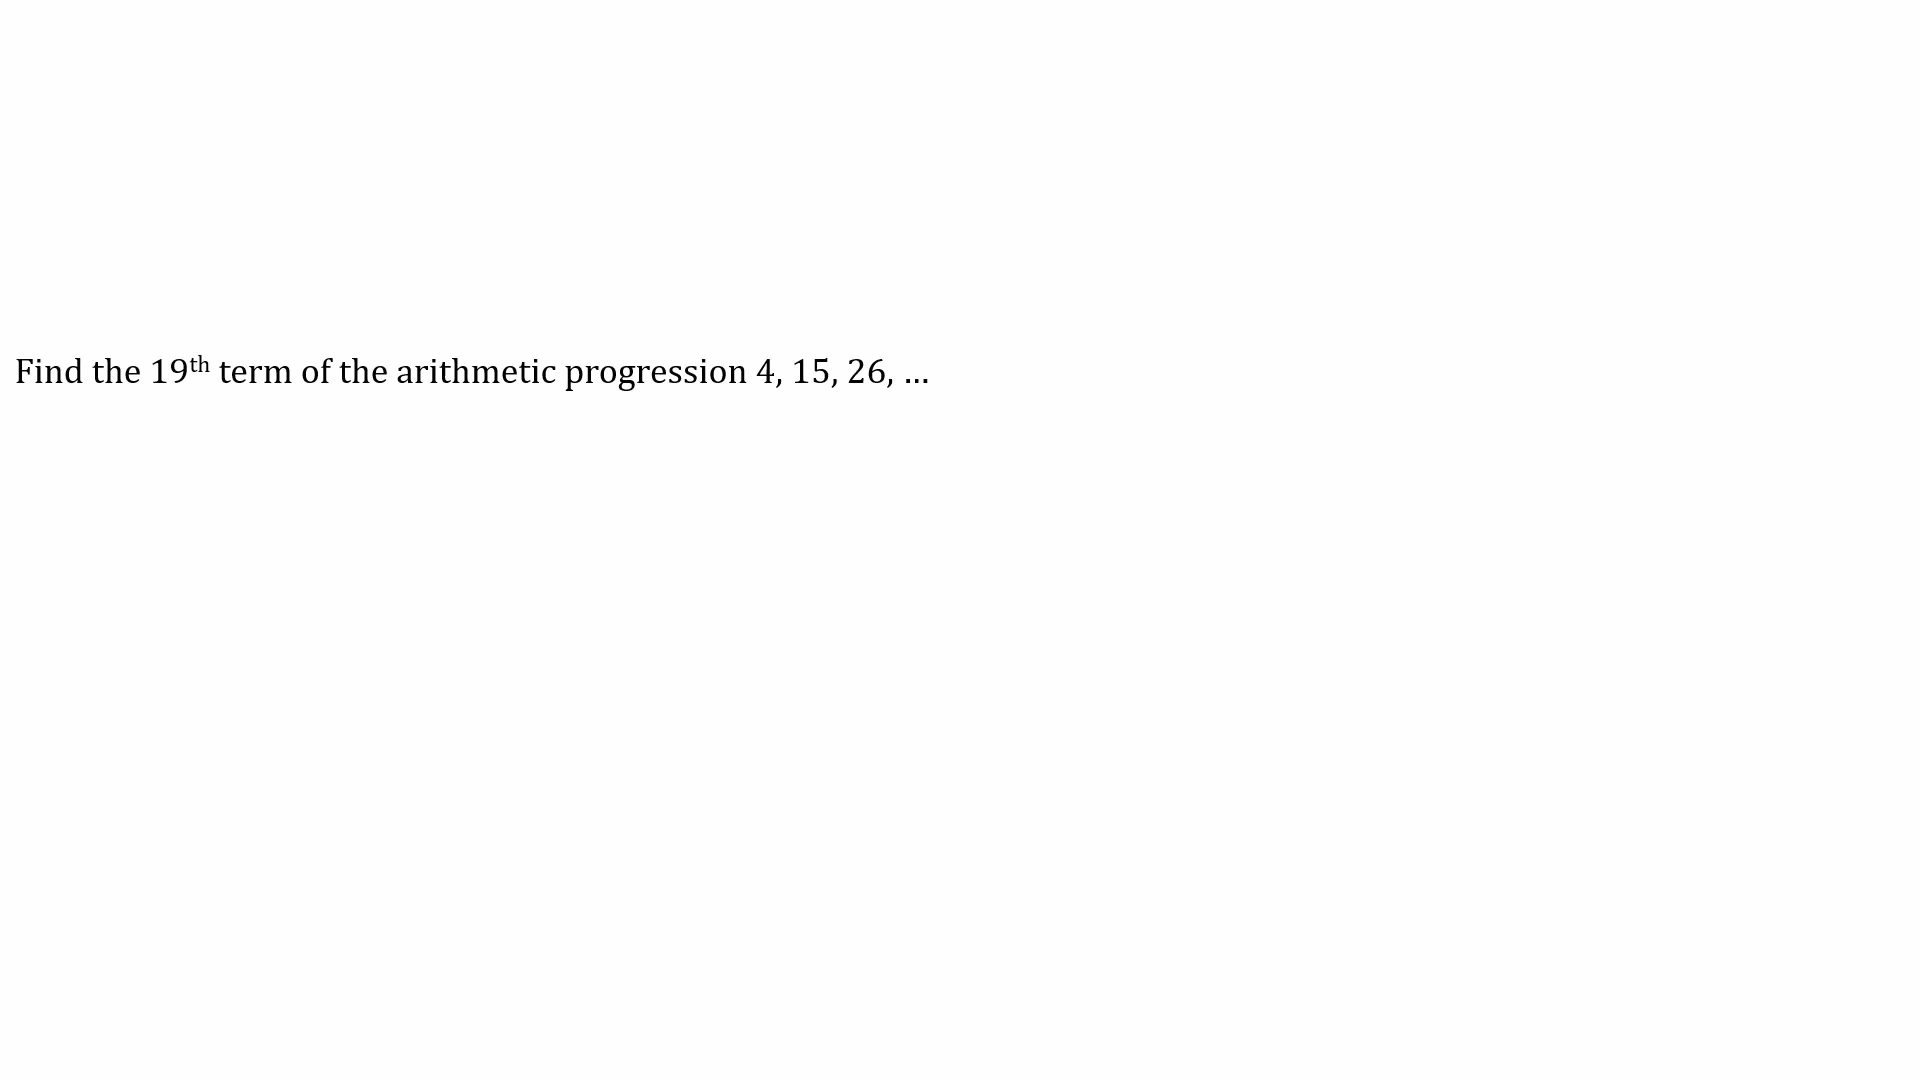 Find the 19th term of the arithmetic progression 4, 15, 26, …